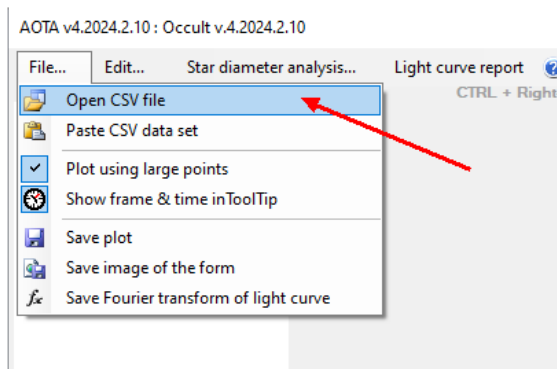 AOTA v4.2024.2.10 : Occult v.4.2024.2.10
File... Edit... Star diameter analysis... Light curve report
CTRL + Right
Open CSV file
Paste CSV data set
Plot using large points
Show frame & time inToolTip
Save plot
Save image of the form
Save Fourier transform of light curve